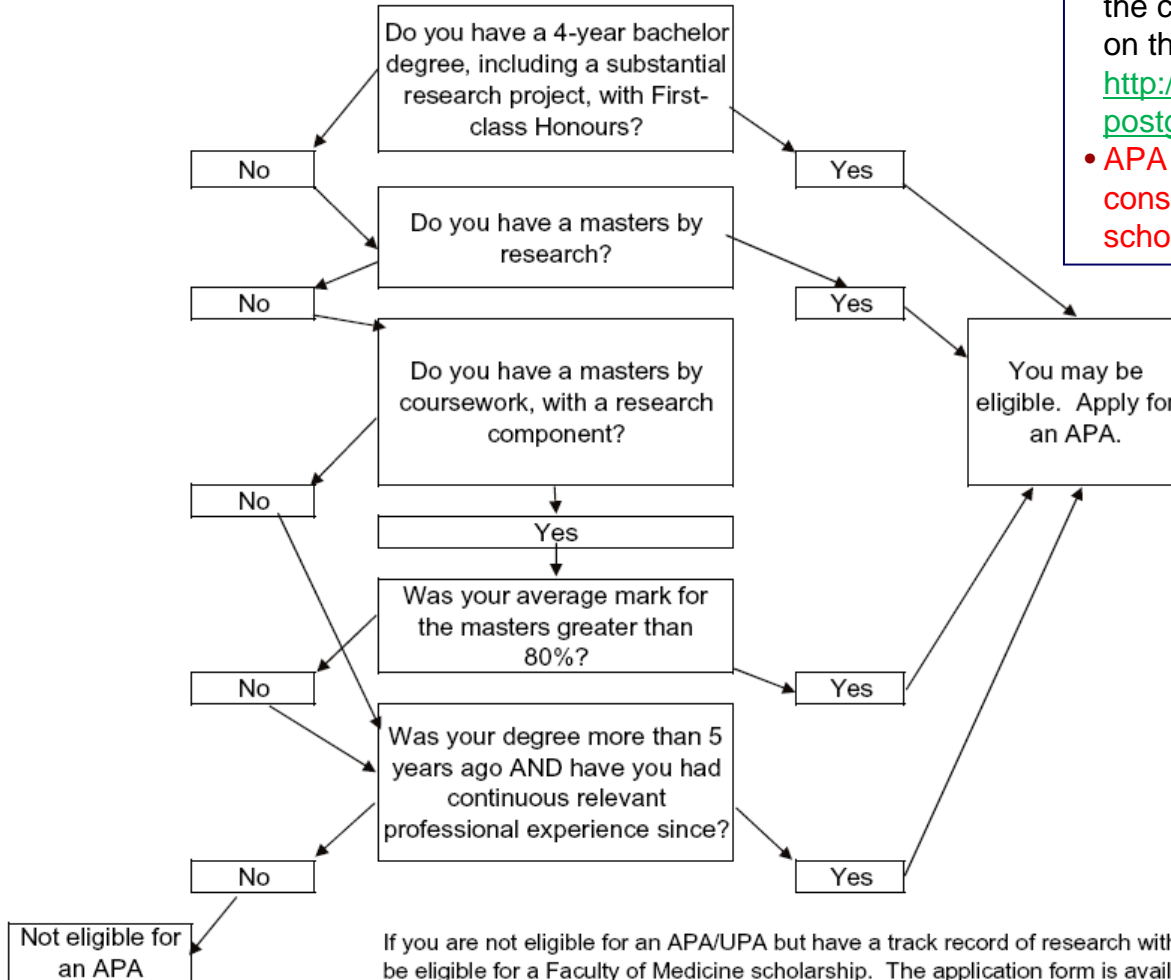 the c
on th
http:/
postg
• APA
cons
scho
Do you have a 4-year bachelor
degree, including a substantial
research project, with First-
class Honours?
No
Yes
Do you have a masters by
research?
No
Yes
Do you have a masters by
coursework, with a research
component?
You may be
eligible. Apply for
an APA.
No
Yes
Was your average mark for
the masters greater than
80%?
No
Yes
Was your degree more than 5
years ago AND have you had
continuous relevant
professional experience since?
No
Yes
Not eligible for
an APA
If you are not eligible for an APA/UPA but have a track record of research with
be eligible for a Faculty of Medicine scholarship. The application form is avail